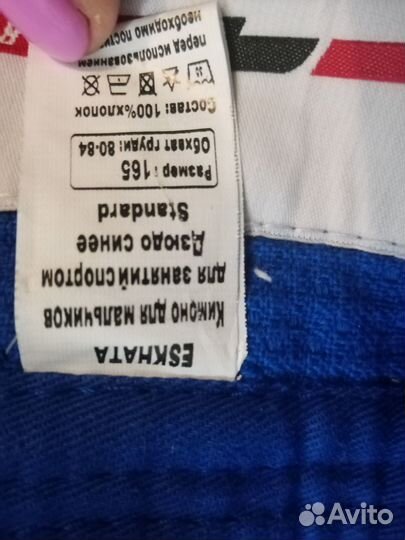 ESKHATA
Кимоно для мальчиков
для занятий спортом
Дзюдо синее
Standard
Размер: 165
Обхват груди: 80-84
Состав: 100%хлопок
перед использованием
необходимо
Avito